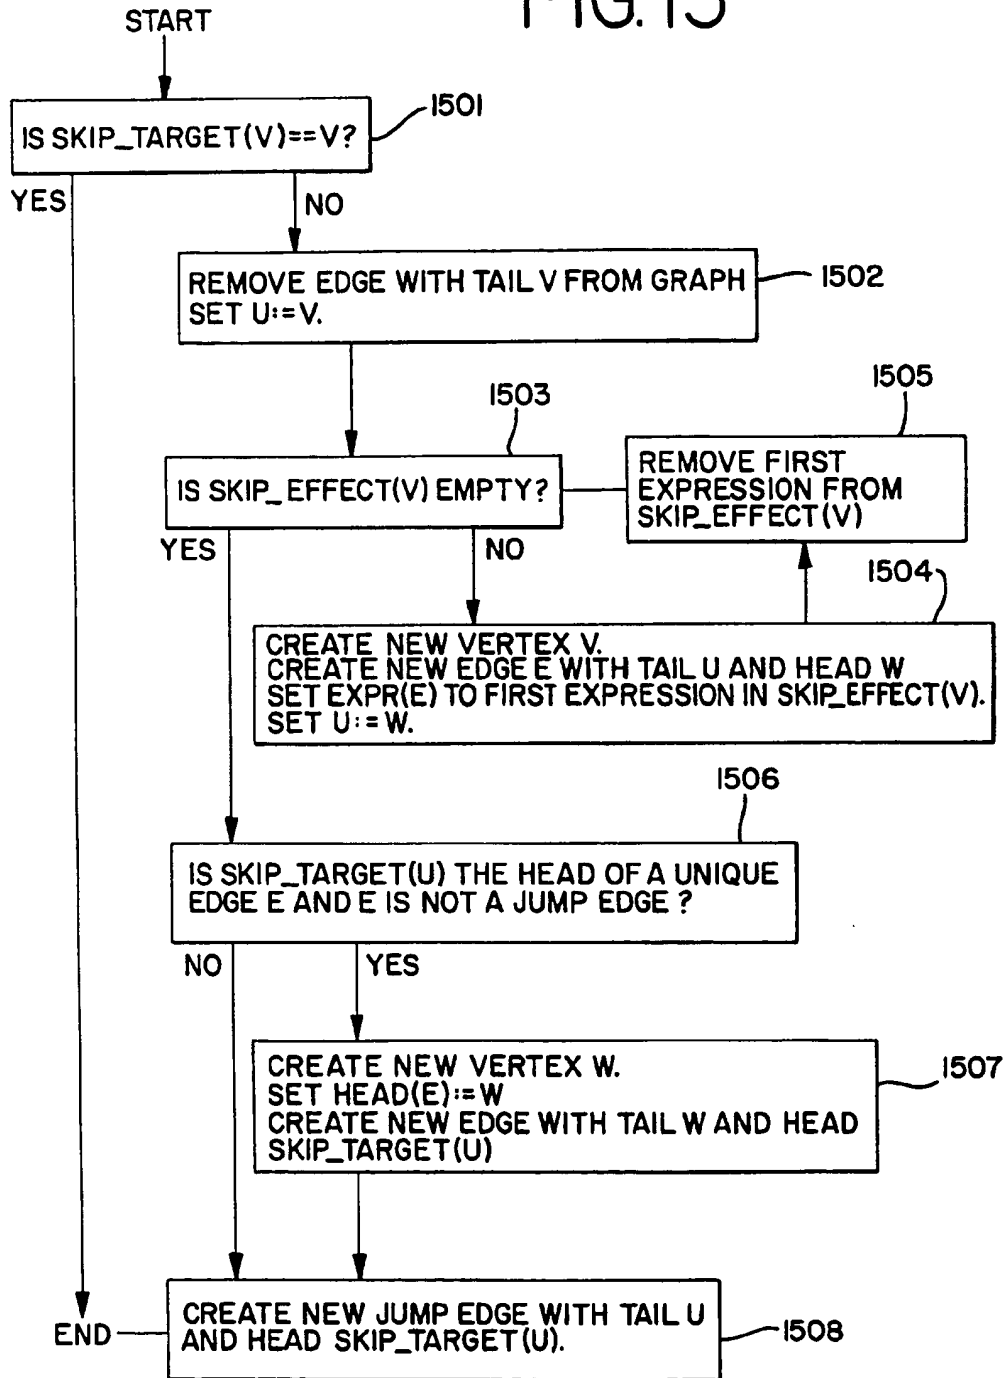 FIG. 15
START
1501
IS SKIP_TARGET(V)==V?
YES
NO
REMOVE EDGE WITH TAIL V FROM GRAPH
SET U:=V.
1502
1503
1505
IS SKIP_EFFECT(V) EMPTY?
REMOVE FIRST
EXPRESSION FROM
SKIP_EFFECT(V)
YES
NO
1504
CREATE NEW VERTEX V.
CREATE NEW EDGE E WITH TAIL U AND HEAD W
SET EXPR(E) TO FIRST EXPRESSION IN SKIP_EFFECT(V).
SET U:=W.
1506
IS SKIP_TARGET(U) THE HEAD OF A UNIQUE
EDGE E AND E IS NOT A JUMP EDGE ?
NO
YES
CREATE NEW VERTEX W.
SET HEAD(E):=W
CREATE NEW EDGE WITH TAIL W AND HEAD
SKIP_TARGET(U)
1507
CREATE NEW JUMP EDGE WITH TAIL U
AND HEAD SKIP_TARGET(U).
END
1508